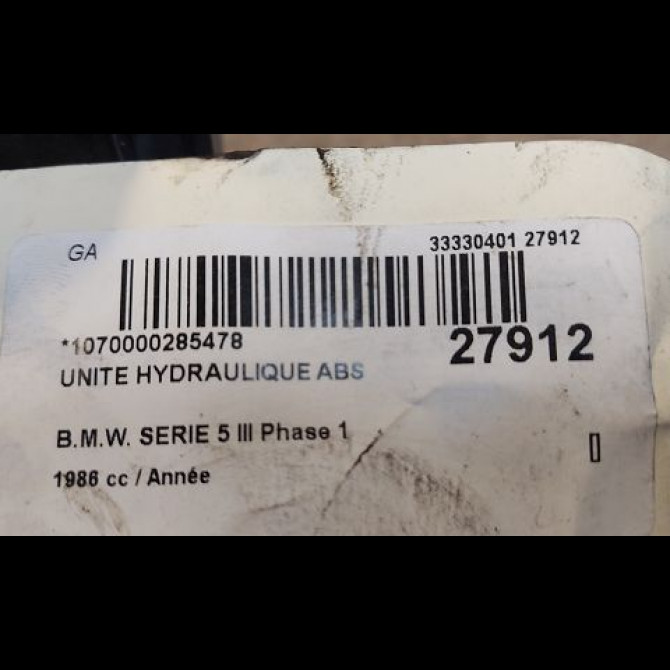 GA
33330401 27912
*1070000285478
27912
UNITE HYDRAULIQUE ABS
B.M.W. SERIE 5 III Phase 1
1986 cc / Année